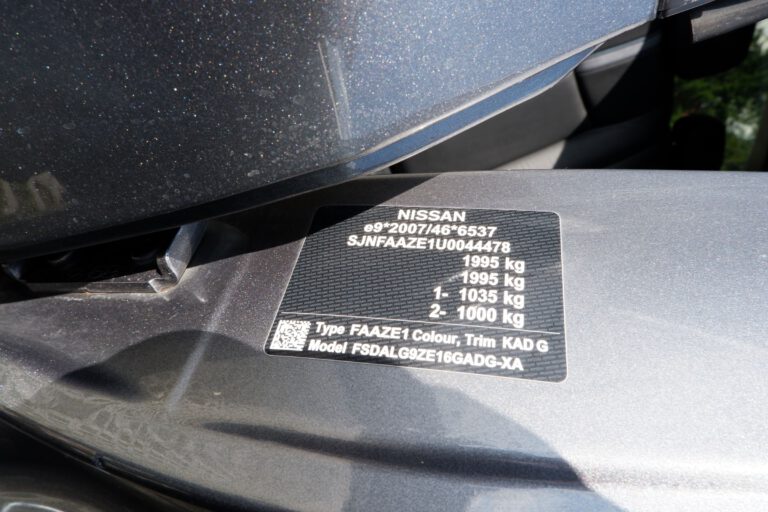 NISSAN
e9*2007/46*6537
SJNFAAZE1U0044478
1995 kg
1995 kg
1- 1035 kg
2- 1000 kg
Type FAAZE1 Colour, Trim KAD G
Model FSDALG9ZE16GADG-XA